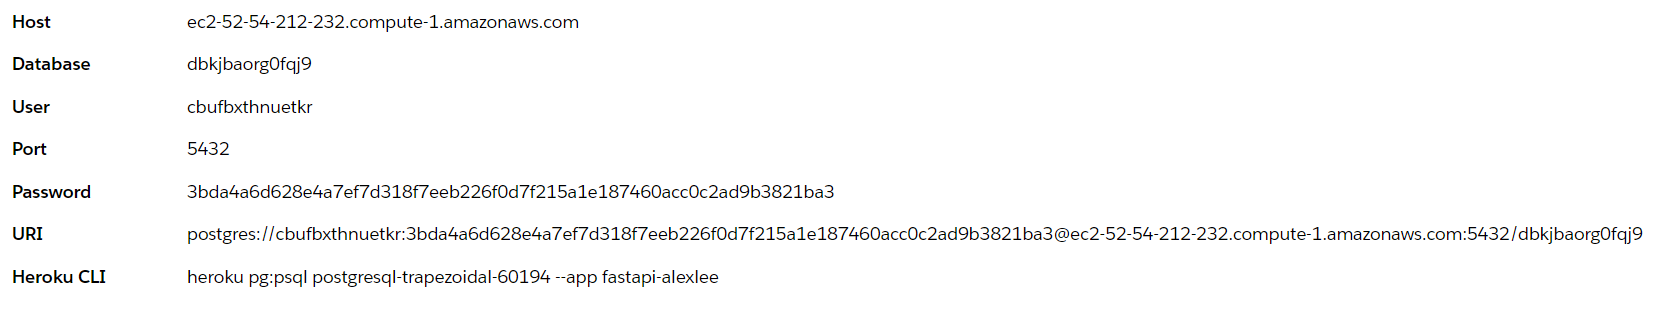 Host ec2-52-54-212-232.compute-1.amazonaws.com
Database dbkjbaorg0fqj9
User cbufbxthnuetkr
Port 5432
Password 3bda4a6d628e4a7ef7d318f7eeb226f0d7f215a1e187460acc0c2ad9b3821ba3
URI postgres://cbufbxthnuetkr:3bda4a6d628e4a7ef7d318f7eeb226f0d7f215a1e187460acc0c2ad9b3821ba3@ec2-52-54-212-232.compute-1.amazonaws.com:5432/dbkjbaorg0fqj9
Heroku CLI heroku pg:psql postgresql-trapezoidal-60194 --app fastapi-alexlee